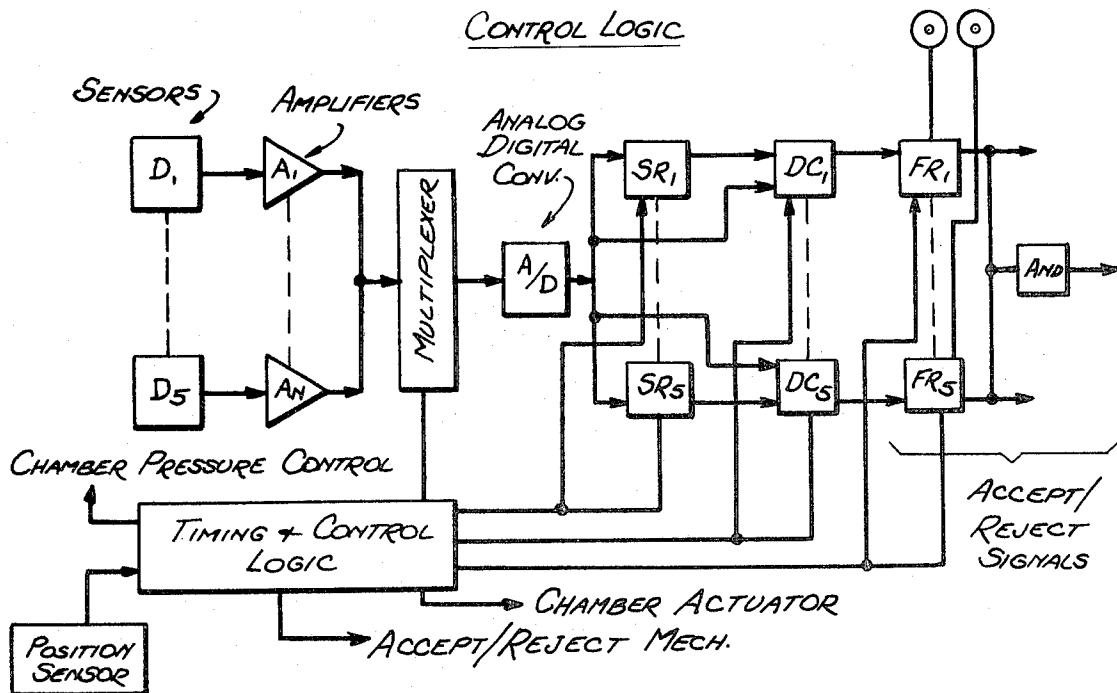 CONTROL LOGIC
SENSORS
AMPLIFIERS
ANALOG
DIGITAL
CONV.
D1
A1
MULTIPLEXER
A/D
SR1
DC1
FR1
AND
D5
AN
SR5
DC5
FR5
CHAMBER PRESSURE CONTROL
TIMING & CONTROL
LOGIC
ACCEPT/
REJECT
SIGNALS
CHAMBER ACTUATOR
ACCEPT/REJECT MECH.
POSITION
SENSOR